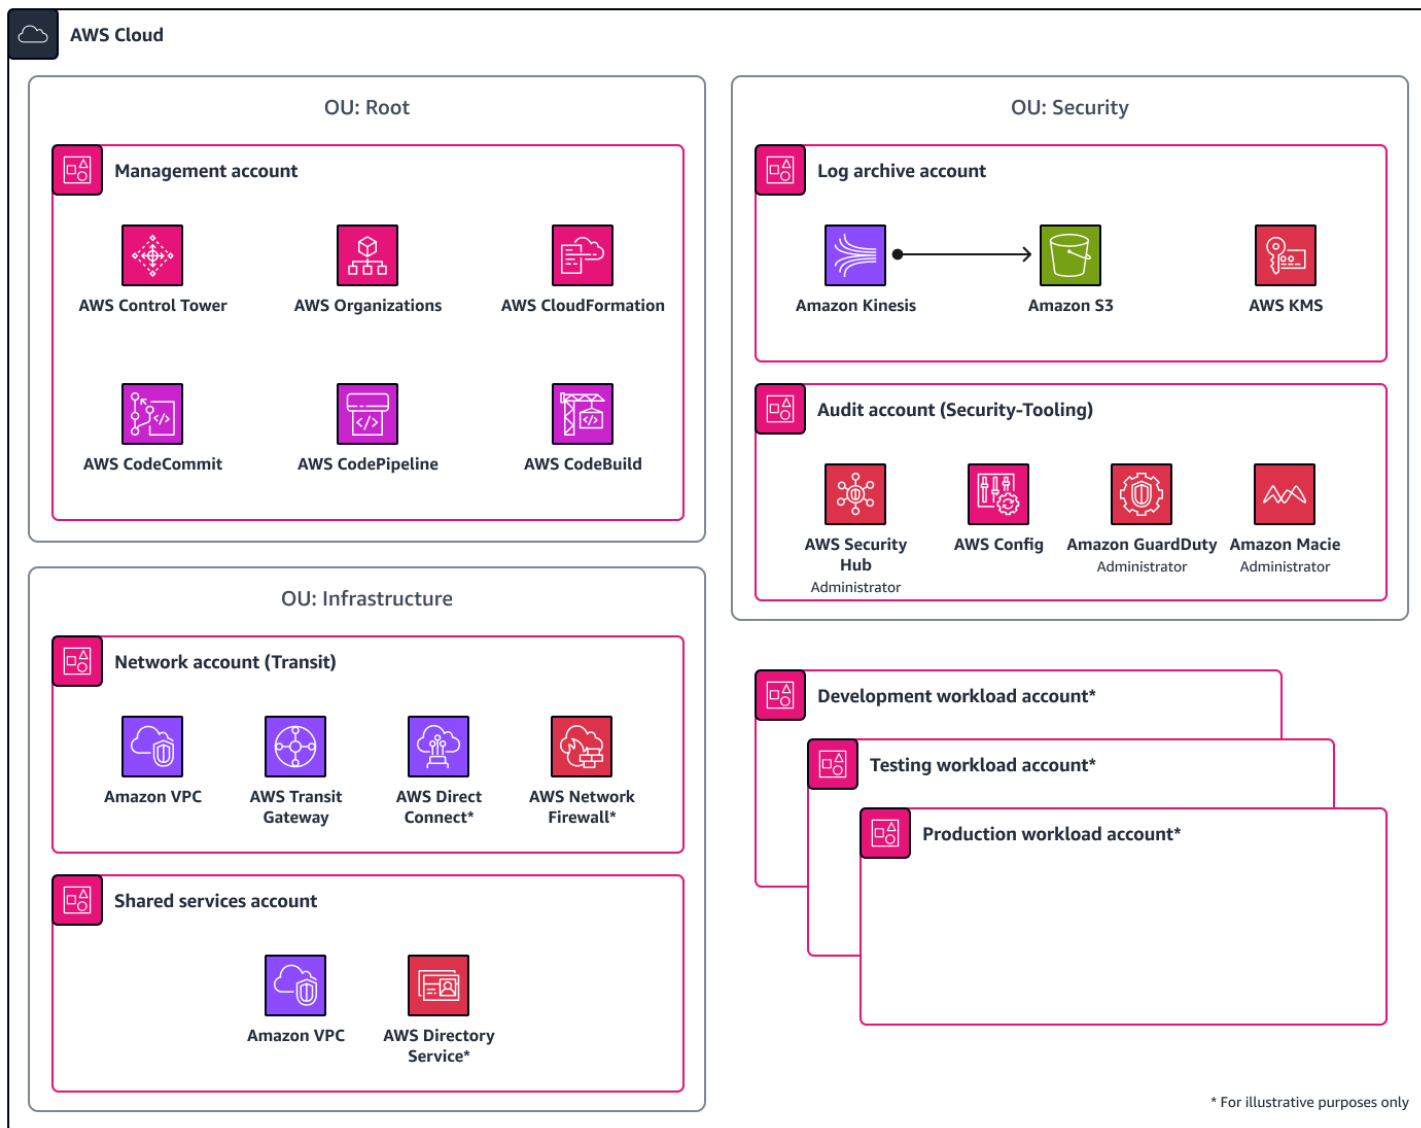 AWS Cloud
OU: Root
Management account
AWS Control Tower
AWS Organizations
AWS CloudFormation
AWS CodeCommit
AWS CodePipeline
AWS CodeBuild
OU: Infrastructure
Network account (Transit)
Amazon VPC
AWS Transit
Gateway
AWS Direct
Connect*
AWS Network
Firewall*
Shared services account
Amazon VPC
AWS Directory
Service*
OU: Security
Log archive account
Amazon Kinesis
Amazon S3
AWS KMS
Audit account (Security-Tooling)
AWS Security
Hub
Administrator
AWS Config
Amazon GuardDuty
Administrator
Amazon Macie
Administrator
Development workload account*
Testing workload account*
Production workload account*
* For illustrative purposes only